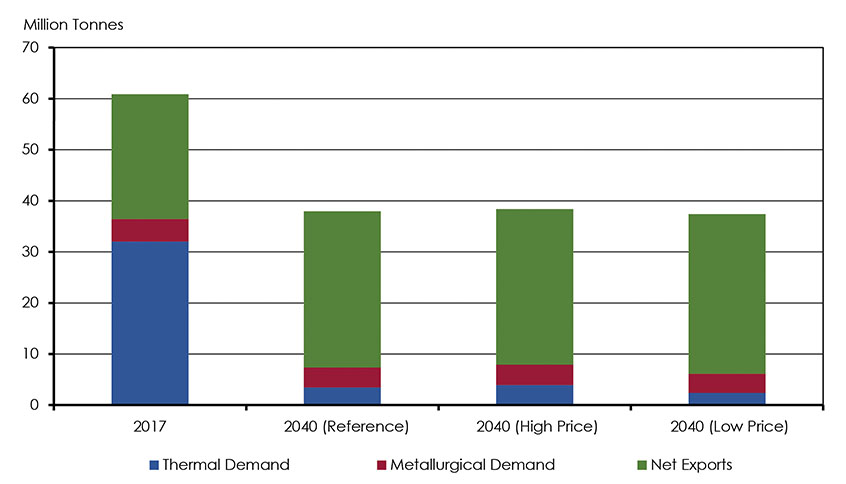 Million Tonnes
70
60
50
40
30
20
10
0
2017 2040 (Reference) 2040 (High Price) 2040 (Low Price)
Thermal Demand Metallurgical Demand Net Exports